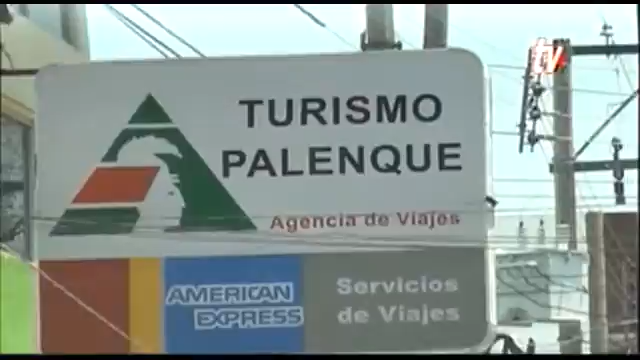 tv
TURISMO
PALENQUE
Agencia de Viajes
AMERICAN
EXPRESS
Servicios
de Viajes